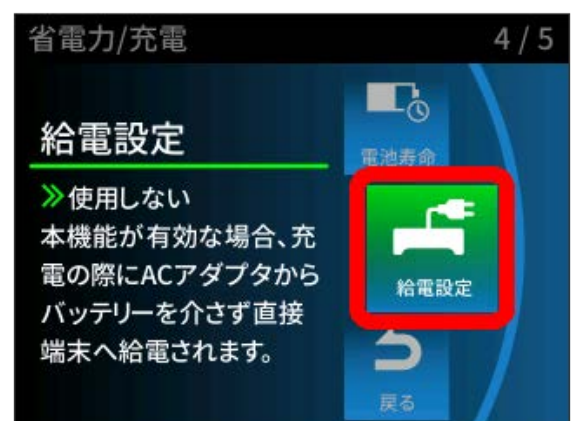 省電力/充電 4/5
電池寿命
給電設定
≫使用しない
本機能が有効な場合、充
電の際にACアダプタから
バッテリーを介さず直接
端末へ給電されます。
給電設定
戻る